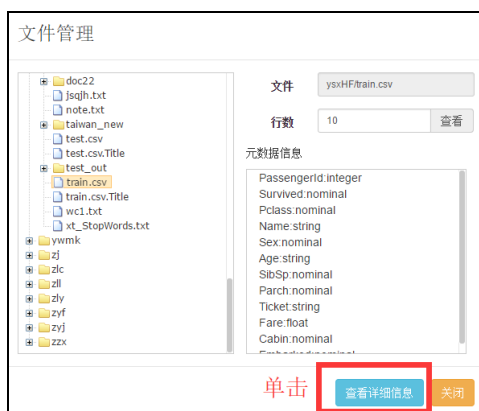 文件管理
doc22
jsqjh.txt
note.txt
taiwan_new
test.csv
test.csv.Title
test_out
train.csv
train.csv.Title
wc1.txt
xt_StopWords.txt
ywmk
zj
zlc
zll
zly
zyf
zyj
zzx
文件 ysxHF/train.csv
行数 10 查看
元数据信息
PassengerId:integer
Survived:nominal
Pclass:nominal
Name:string
Sex:nominal
Age:string
SibSp:nominal
Parch:nominal
Ticket:string
Fare:float
Cabin:nominal
Embarked:nominal
单击 查看详细信息 关闭